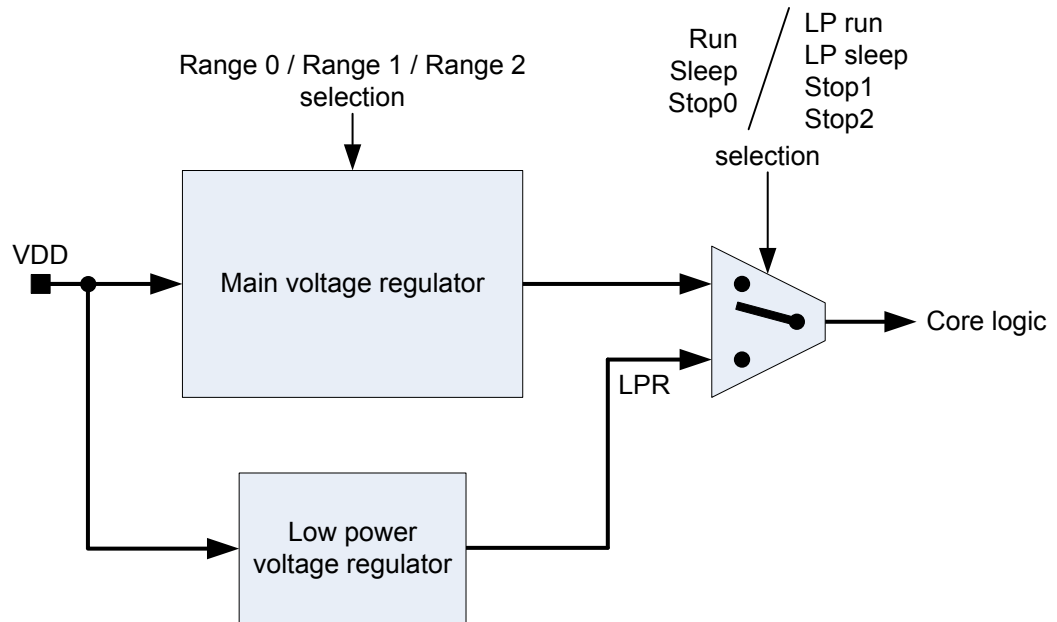 Range 0 / Range 1 / Range 2
selection
Run
Sleep
Stop0
LP run
LP sleep
Stop1
Stop2
selection
VDD
Main voltage regulator
Core logic
LPR
Low power
voltage regulator